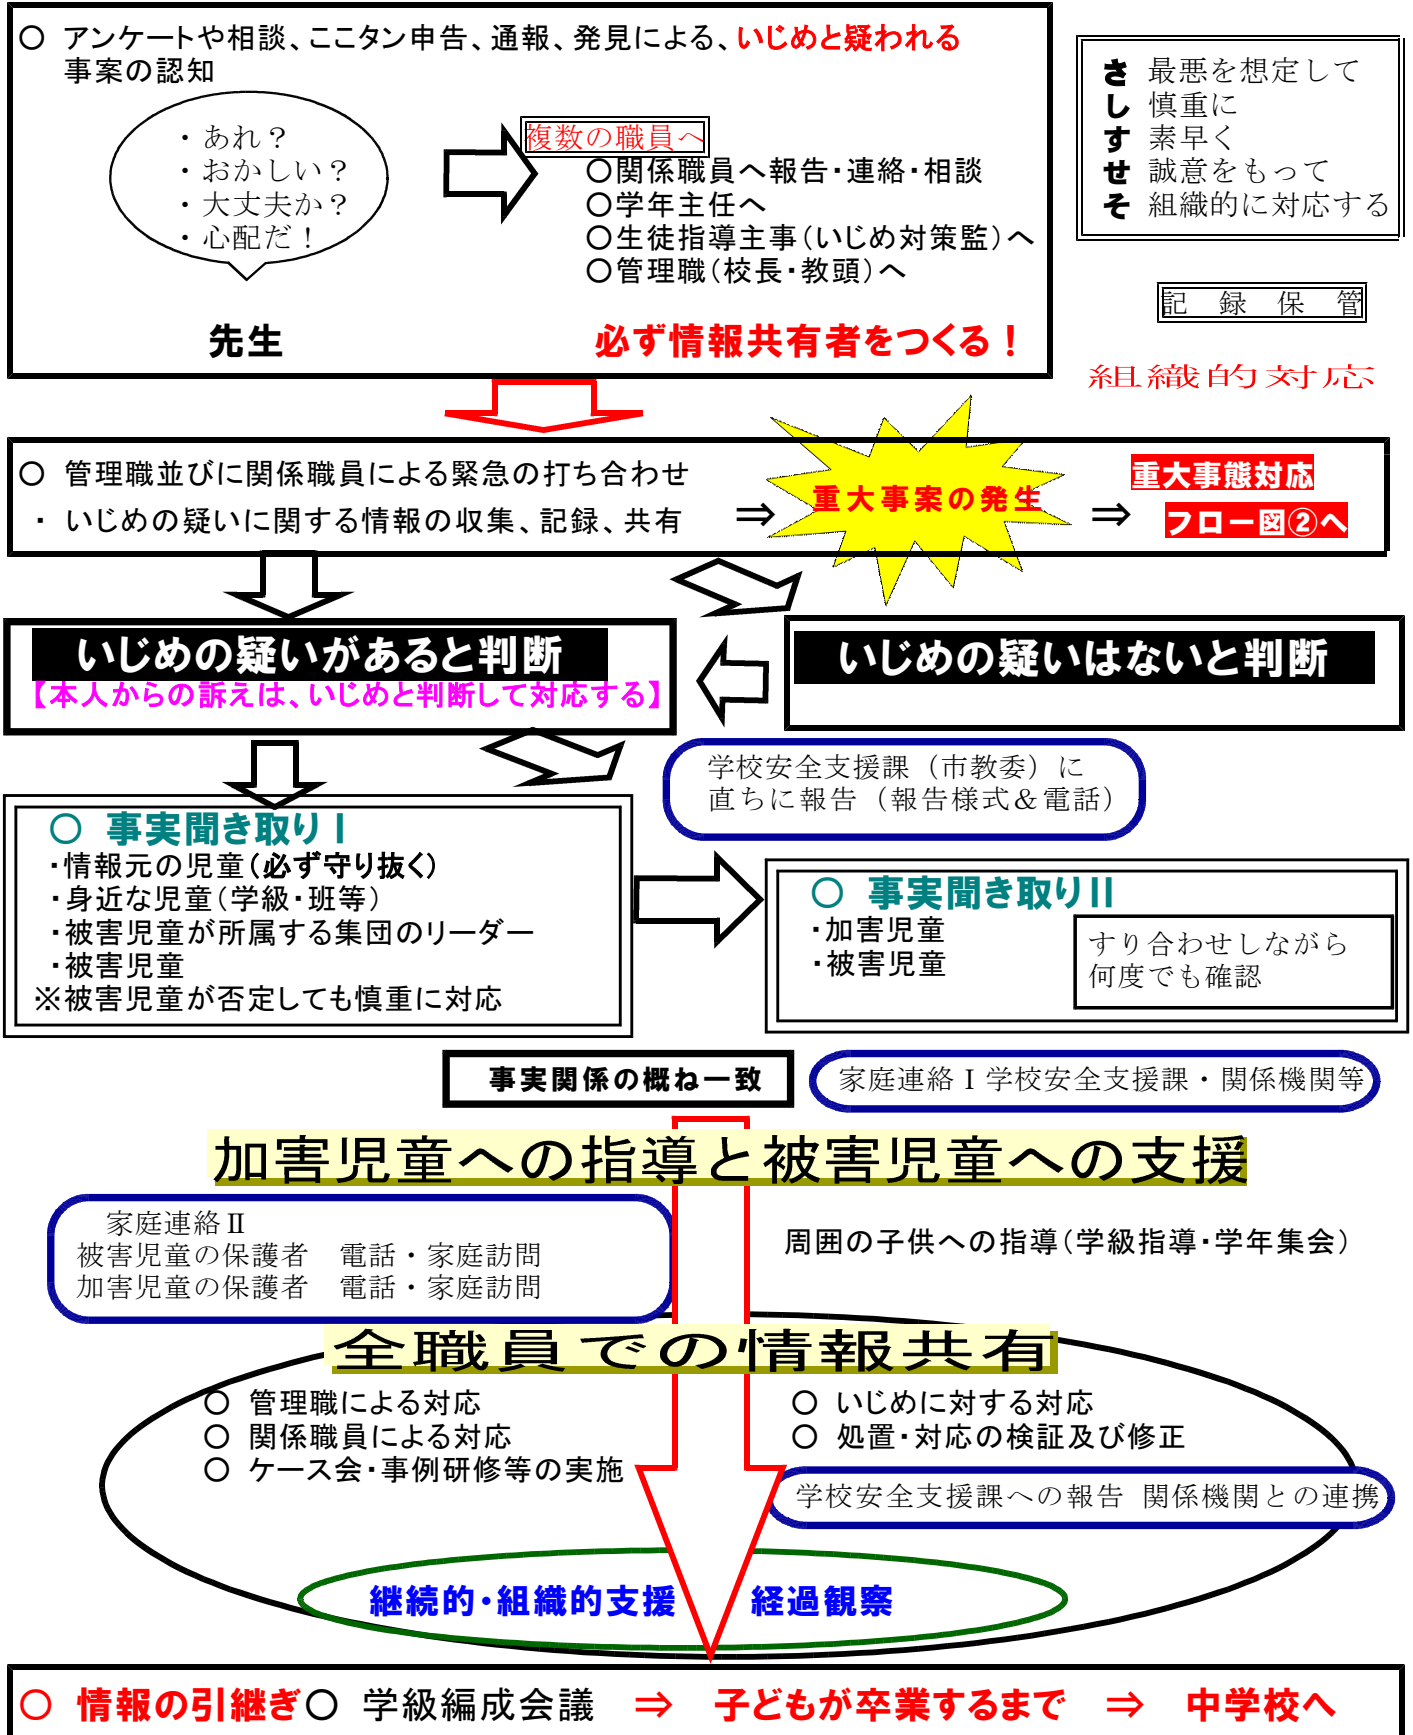 〇 アンケートや相談、ここタン申告、通報、発見による、いじめと疑われる
事案の認知
・あれ？
・おかしい？
・大丈夫か？
・心配だ！
先生
複数の職員へ
〇関係職員へ報告・連絡・相談
〇学年主任へ
〇生徒指導主事（いじめ対策監）へ
〇管理職（校長・教頭）へ
必ず情報共有者をつくる！
さ 最悪を想定して
し 慎重に
す 素早く
せ 誠意をもって
そ 組織的に対応する
記 録 保 管
組織的対応
〇 管理職並びに関係職員による緊急の打ち合わせ
・ いじめの疑いに関する情報の収集、記録、共有
⇒
重大事案の発生
⇒
重大事態対応
フロー図②へ
いじめの疑いがあると判断
【本人からの訴えは、いじめと判断して対応する】
いじめの疑いはないと判断
学校安全支援課（市教委）に
直ちに報告（報告様式＆電話）
〇 事実聞き取りⅠ
・情報元の児童（必ず守り抜く）
・身近な児童（学級・班等）
・被害児童が所属する集団のリーダー
・被害児童
※被害児童が否定しても慎重に対応
〇 事実聞き取りⅡ
・加害児童
・被害児童
すり合わせしながら
何度でも確認
事実関係の概ね一致
家庭連絡Ⅰ学校安全支援課・関係機関等
加害児童への指導と被害児童への支援
家庭連絡Ⅱ
被害児童の保護者 電話・家庭訪問
加害児童の保護者 電話・家庭訪問
周囲の子供への指導（学級指導・学年集会）
全職員での情報共有
〇 管理職による対応
〇 関係職員による対応
〇 ケース会・事例研修等の実施
〇 いじめに対する対応
〇 処置・対応の検証及び修正
学校安全支援課への報告 関係機関との連携
継続的・組織的支援 経過観察
〇 情報の引継ぎ〇 学級編成会議 ⇒ 子どもが卒業するまで ⇒ 中学校へ